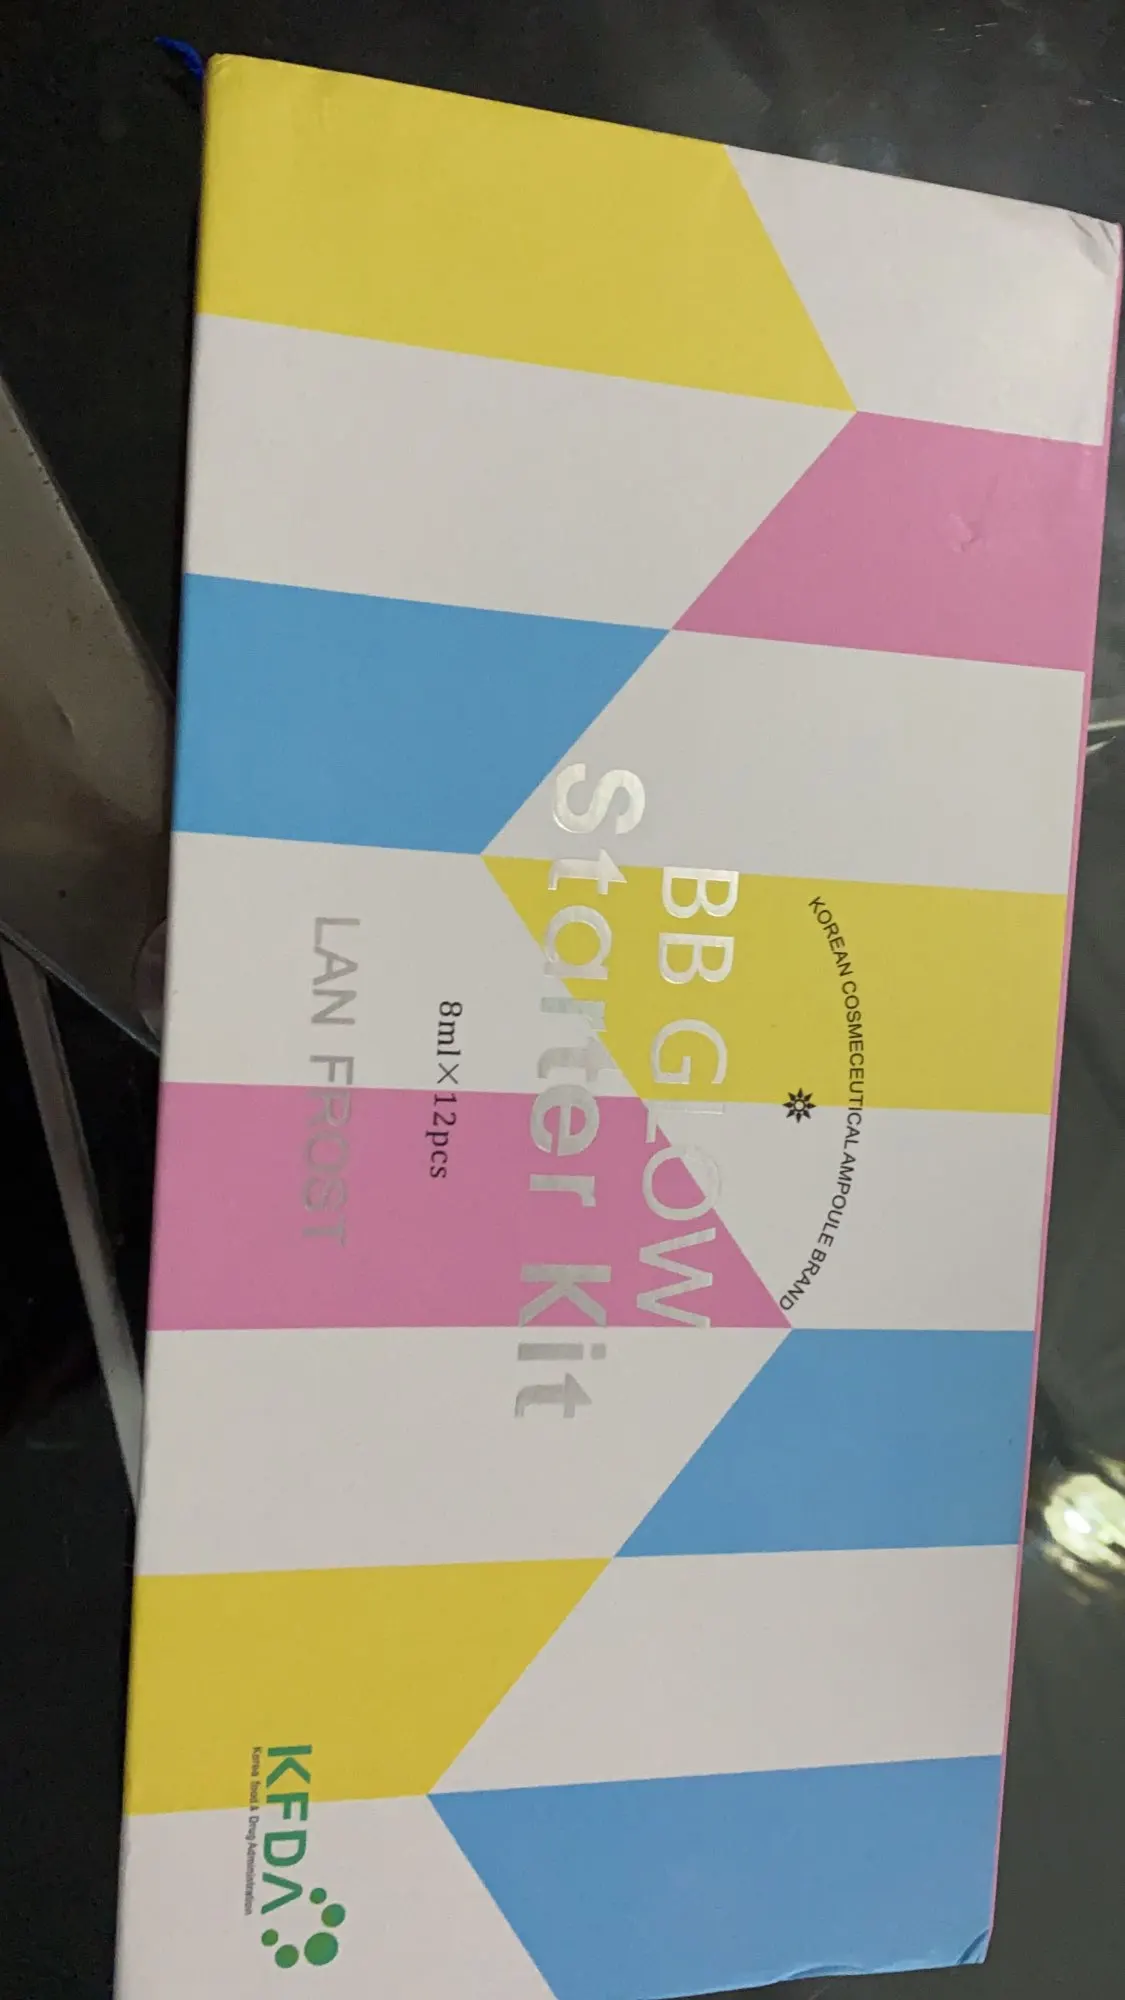 KOREAN COSMECEUTICAL AMPOULE BRAND
BB GLOW
Starter Kit
8ml×12pcs
LAN FROST
KFDA
Korea food & Drug Administration